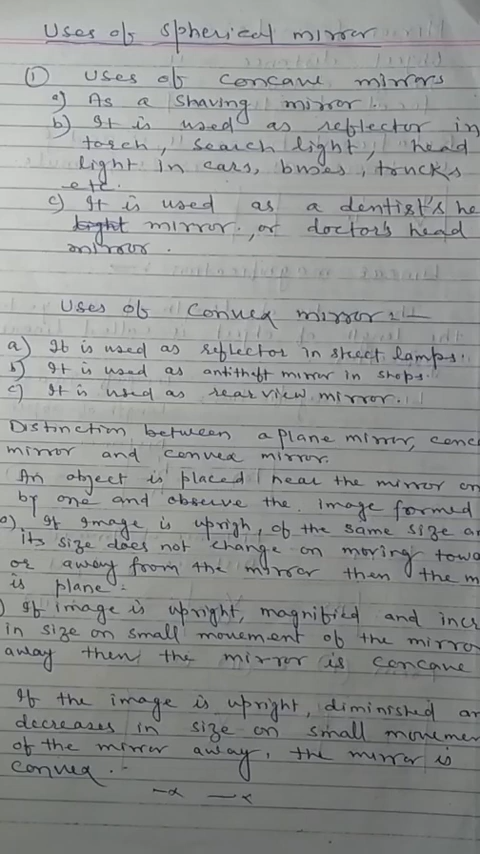 Uses of spherical mirror
① Uses of concave mirrors
a) As a shaving mirror.
b) It is used as reflector in
torch, search light, head
light in cars, buses, trucks
etc.
c) It is used as a dentist's he
mirror. or doctor's head
mirror.
Uses of Convex mirror :-
a) It is used as reflector in street lamps.
b) It is used as antitheft mirror in shops.
c) It is used as rear view mirror.
Distinction between a plane mirror, conc
mirror and convex mirror.
An object is placed near the mirror on
by one and observe the image formed
a). If image is uprigh, of the same size a
its size does not change on moving towa
or away from the mirror then the m
is plane.
) If image is upright, magnified and incr
in size on small movement of the mirro
away then the mirror is concave
If the image is upright, diminished an
decreases in size on small movemen
of the mirror away, the mirror is
convex.